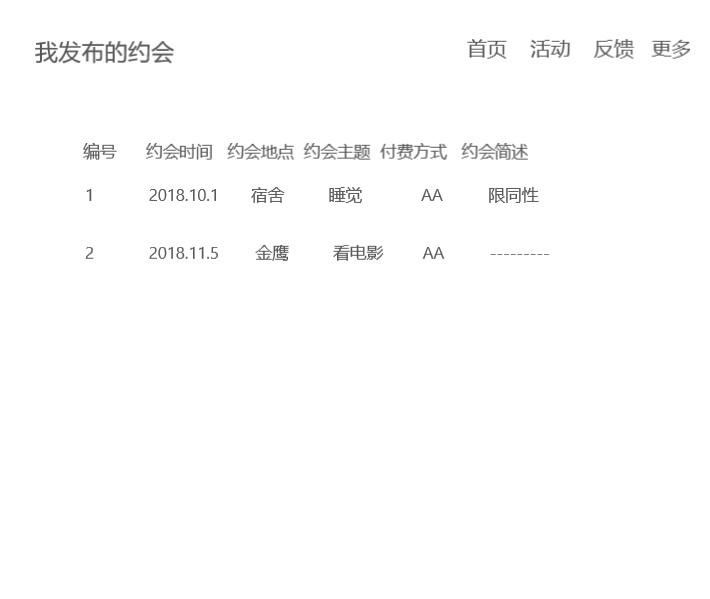 我发布的约会 首页 活动 反馈 更多
编号 约会时间 约会地点 约会主题 付费方式 约会简述
1 2018.10.1 宿舍 睡觉 AA 限同性
2 2018.11.5 金鹰 看电影 AA ---------